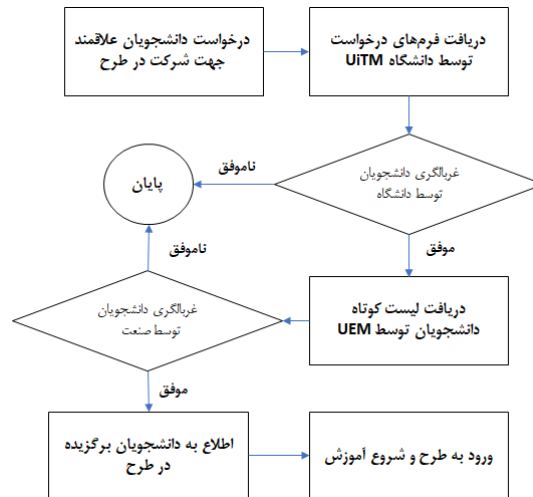 درخواست دانشجویان علاقمند
جهت شرکت در طرح
دریافت فرم‌های درخواست
توسط دانشگاه UiTM
غربالگری دانشجویان
توسط دانشگاه
ناموفق
پایان
موفق
ناموفق
دریافت لیست کوتاه
دانشجویان توسط UEM
غربالگری دانشجویان
توسط صنعت
موفق
اطلاع به دانشجویان برگزیده
در طرح
ورود به طرح و شروع آموزش